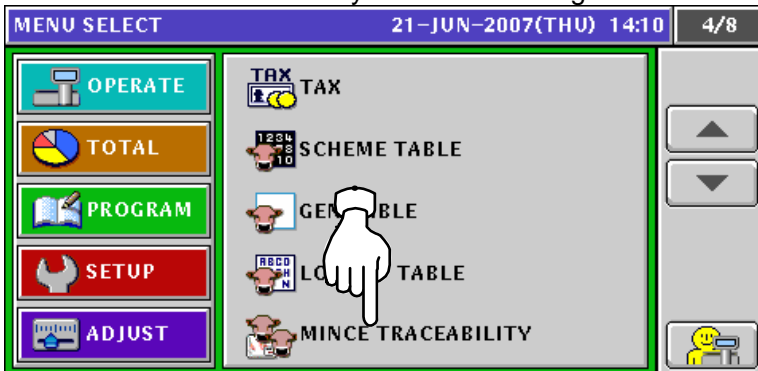 MENU SELECT 21-JUN-2007(THU) 14:10 4/8
OPERATE
TOTAL
PROGRAM
SETUP
ADJUST
TAX TAX
SCHEME TABLE
TABLE
MINCE TRACEABILITY